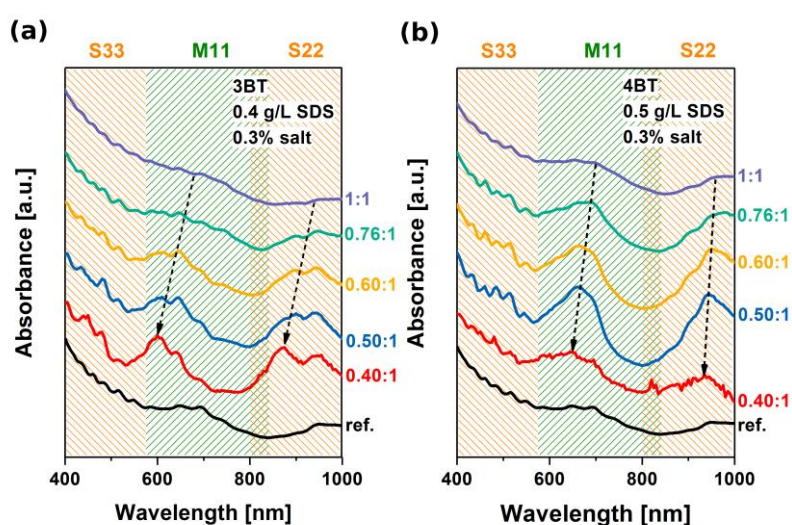 (a)
S33 M11 S22
3BT
0.4 g/L SDS
0.3% salt
1:1
0.76:1
0.60:1
0.50:1
0.40:1
ref.
Absorbance [a.u.]
400 600 800 1000
Wavelength [nm]
(b)
S33 M11 S22
4BT
0.5 g/L SDS
0.3% salt
1:1
0.76:1
0.60:1
0.50:1
0.40:1
ref.
Absorbance [a.u.]
400 600 800 1000
Wavelength [nm]